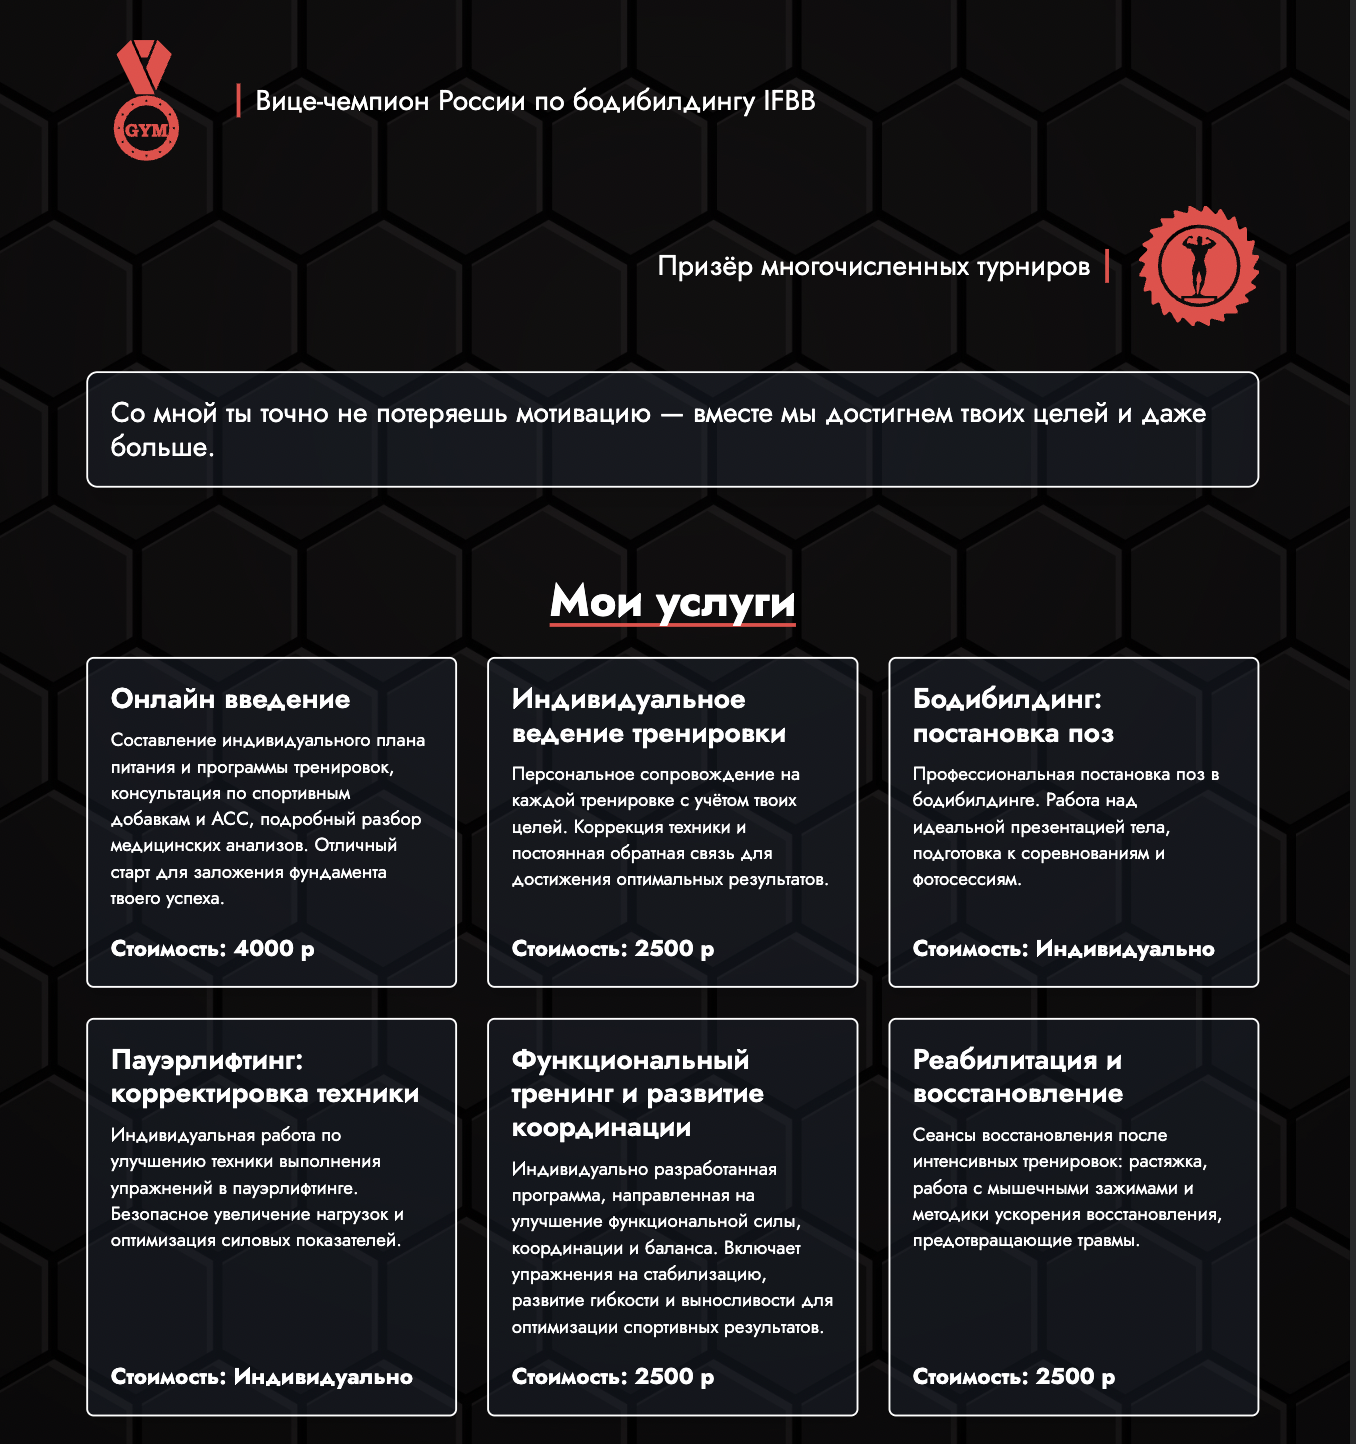 GYM
Вице-чемпион России по бодибилдингу IFBB
Призёр многочисленных турниров
Со мной ты точно не потеряешь мотивацию — вместе мы достигнем твоих целей и даже
больше.
Мои услуги
Онлайн введение
Составление индивидуального плана
питания и программы тренировок,
консультация по спортивным
добавкам и АСС, подробный разбор
медицинских анализов. Отличный
старт для заложения фундамента
твоего успеха.
Стоимость: 4000 р
Индивидуальное
ведение тренировки
Персональное сопровождение на
каждой тренировке с учётом твоих
целей. Коррекция техники и
постоянная обратная связь для
достижения оптимальных результатов.
Стоимость: 2500 р
Бодибилдинг:
постановка поз
Профессиональная постановка поз в
бодибилдинге. Работа над
идеальной презентацией тела,
подготовка к соревнованиям и
фотосессиям.
Стоимость: Индивидуально
Пауэрлифтинг:
корректировка техники
Индивидуальная работа по
улучшению техники выполнения
упражнений в пауэрлифтинге.
Безопасное увеличение нагрузок и
оптимизация силовых показателей.
Стоимость: Индивидуально
Функциональный
тренинг и развитие
координации
Индивидуально разработанная
программа, направленная на
улучшение функциональной силы,
координации и баланса. Включает
упражнения на стабилизацию,
развитие гибкости и выносливости для
оптимизации спортивных результатов.
Стоимость: 2500 р
Реабилитация и
восстановление
Сеансы восстановления после
интенсивных тренировок: растяжка,
работа с мышечными зажимами и
методики ускорения восстановления,
предотвращающие травмы.
Стоимость: 2500 р